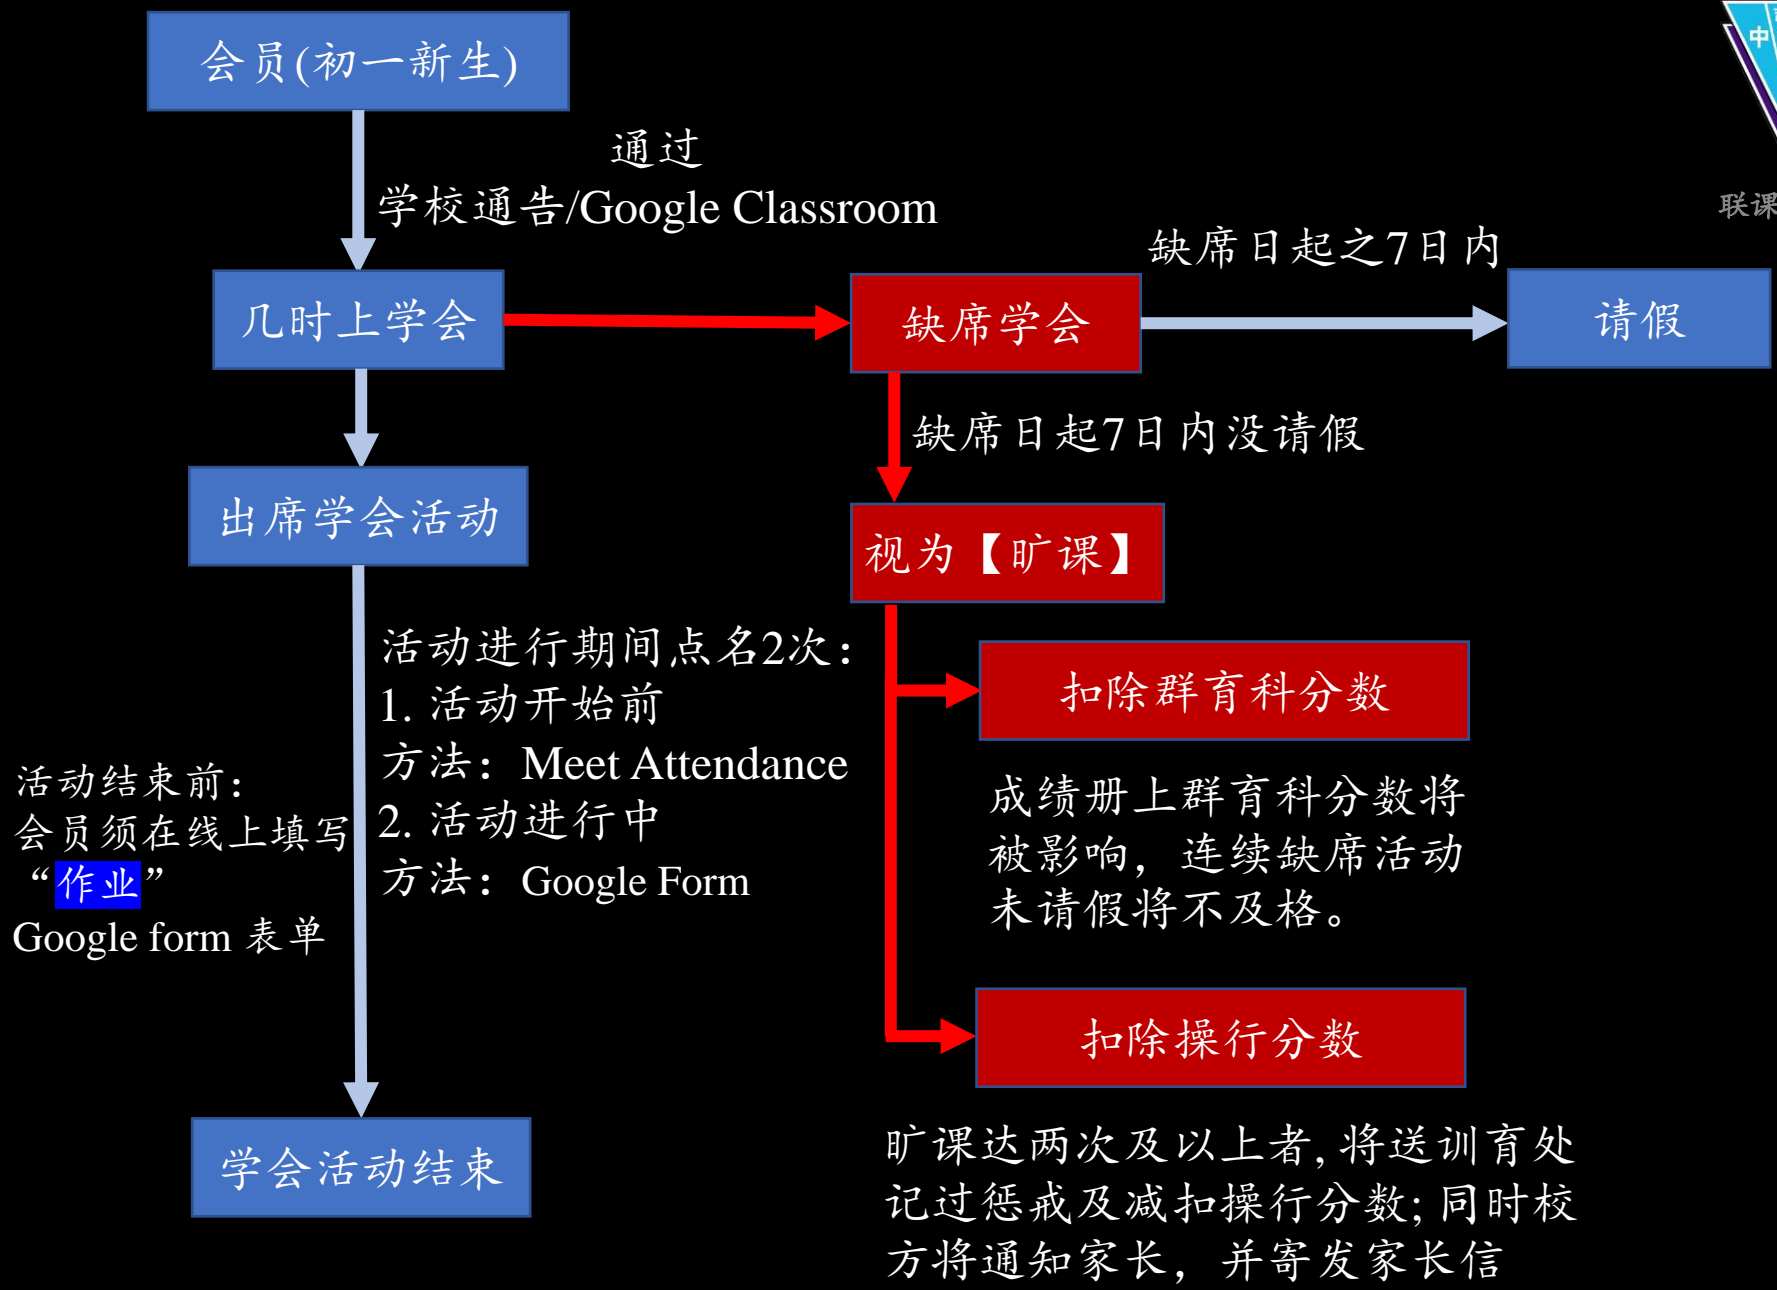 会员(初一新生)
中
通过
学校通告/Google Classroom
联课
缺席日起之7日内
几时上学会
缺席学会
请假
缺席日起7日内没请假
出席学会活动
视为【旷课】
活动进行期间点名2次：
1. 活动开始前
方法：Meet Attendance
2. 活动进行中
方法：Google Form
活动结束前：
会员须在线上填写
“作业”
Google form 表单
扣除群育科分数
成绩册上群育科分数将
被影响，连续缺席活动
未请假将不及格。
扣除操行分数
学会活动结束
旷课达两次及以上者, 将送训育处
记过惩戒及减扣操行分数; 同时校
方将通知家长，并寄发家长信